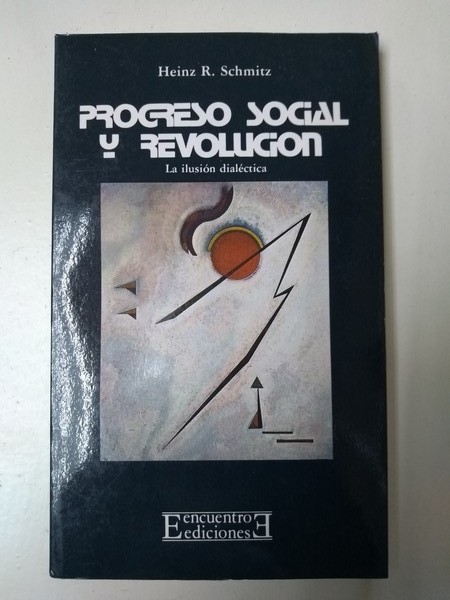 Heinz R. Schmitz
PROGRESO SOCIAL
Y REVOLUCION
La ilusión dialéctica
encuentro
ediciones